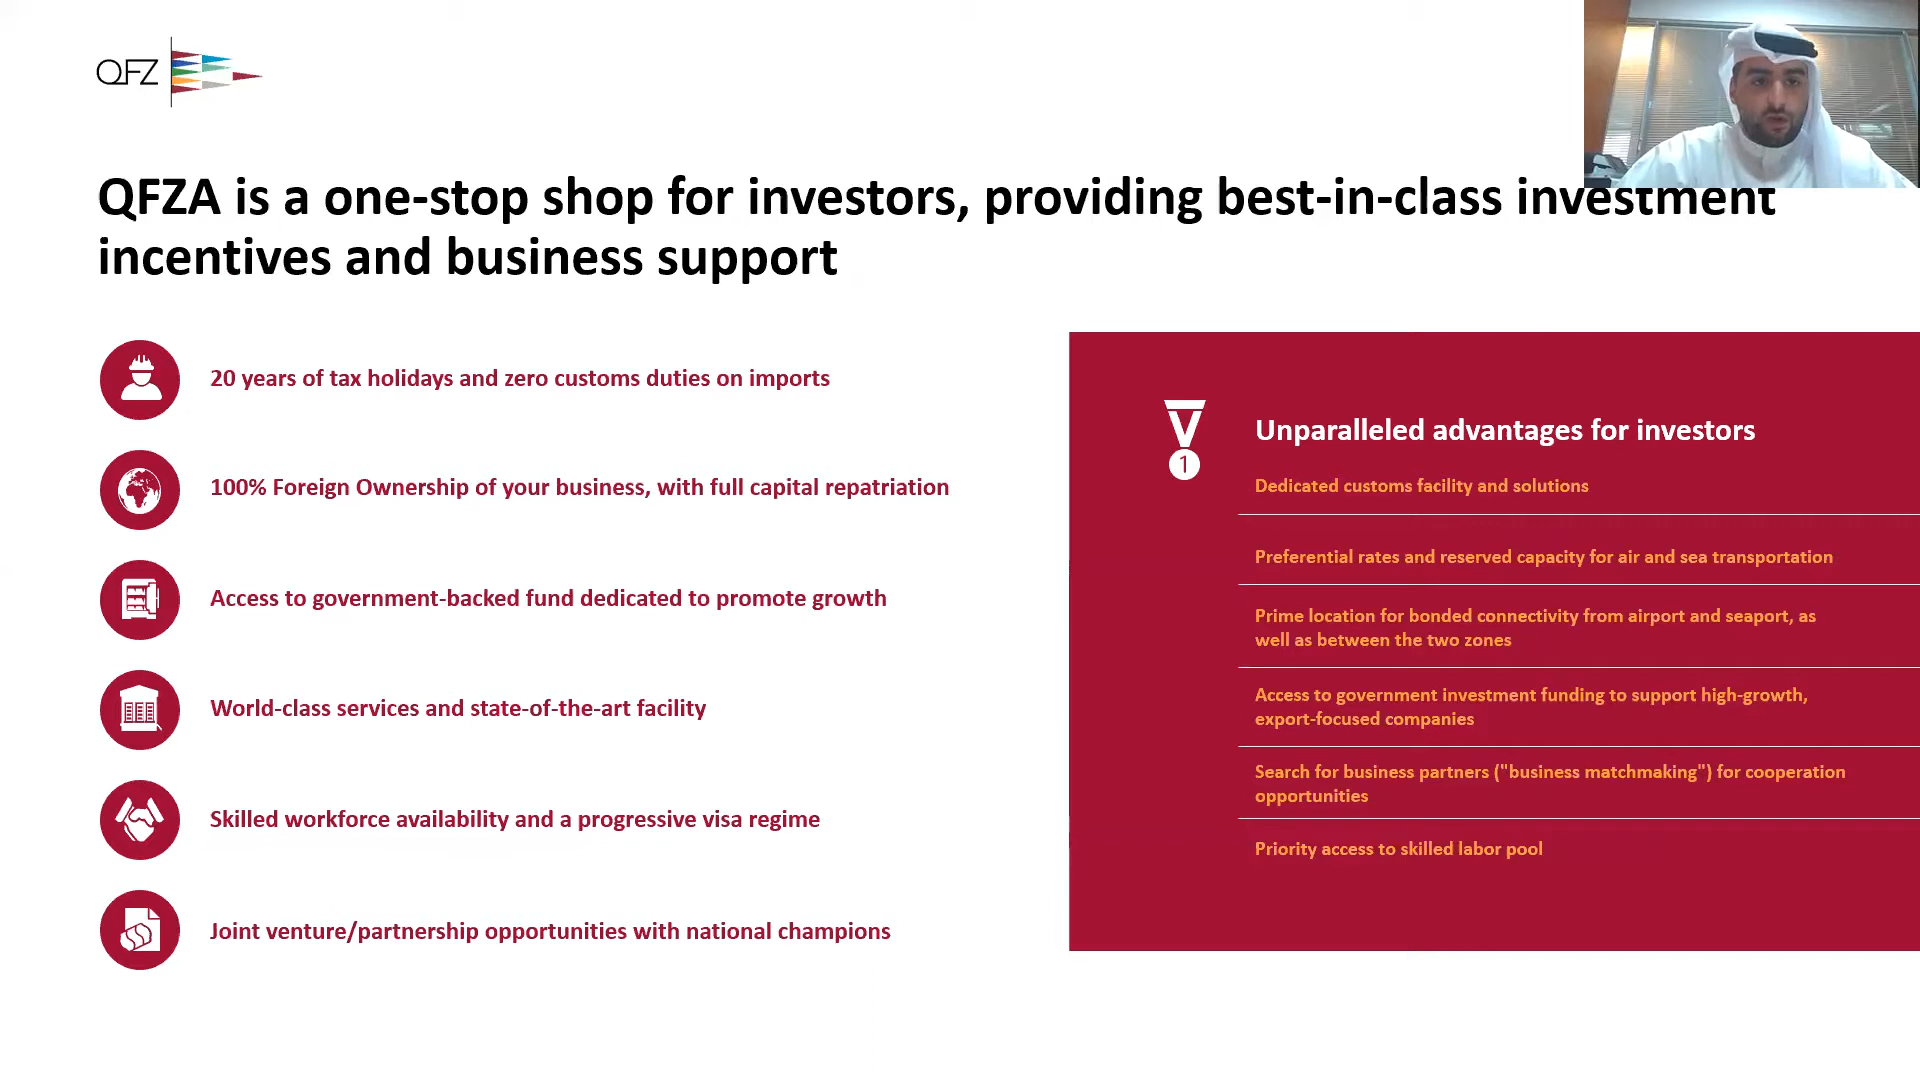 QFZ
QFZA is a one-stop shop for investors, providing best-in-class investment
incentives and business support
20 years of tax holidays and zero customs duties on imports
100% Foreign Ownership of your business, with full capital repatriation
Access to government-backed fund dedicated to promote growth
World-class services and state-of-the-art facility
Skilled workforce availability and a progressive visa regime
Joint venture/partnership opportunities with national champions
1
Unparalleled advantages for investors
Dedicated customs facility and solutions
Preferential rates and reserved capacity for air and sea transportation
Prime location for bonded connectivity from airport and seaport, as
well as between the two zones
Access to government investment funding to support high-growth,
export-focused companies
Search for business partners ("business matchmaking") for cooperation
opportunities
Priority access to skilled labor pool